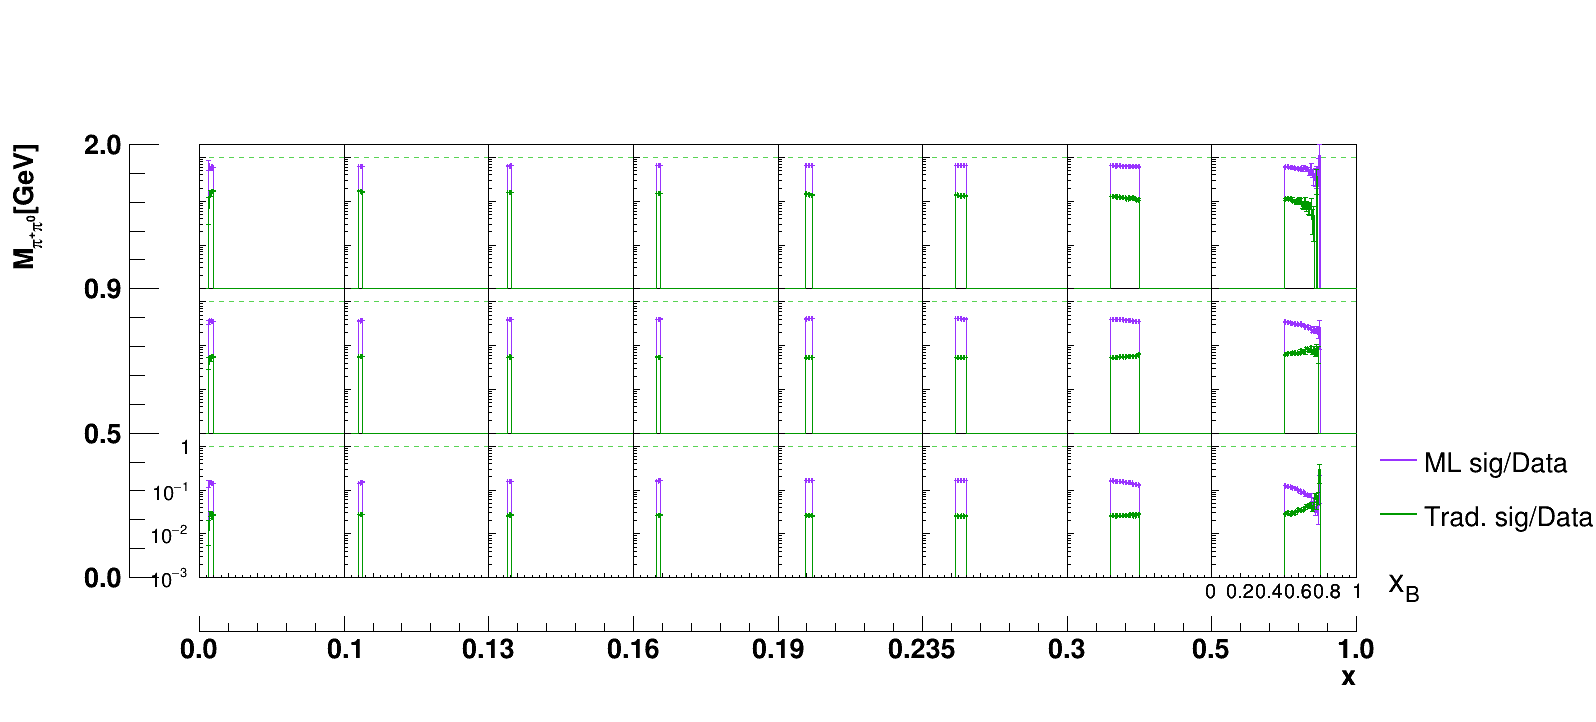 M π⁺π⁰ [GeV]
2.0
0.9
0.5
0.0
1
10⁻¹
10⁻²
10⁻³
ML sig/Data
Trad. sig/Data
0 0.2 0.4 0.6 0.8 1
x_B
0.0 0.1 0.13 0.16 0.19 0.235 0.3 0.5 1.0
x